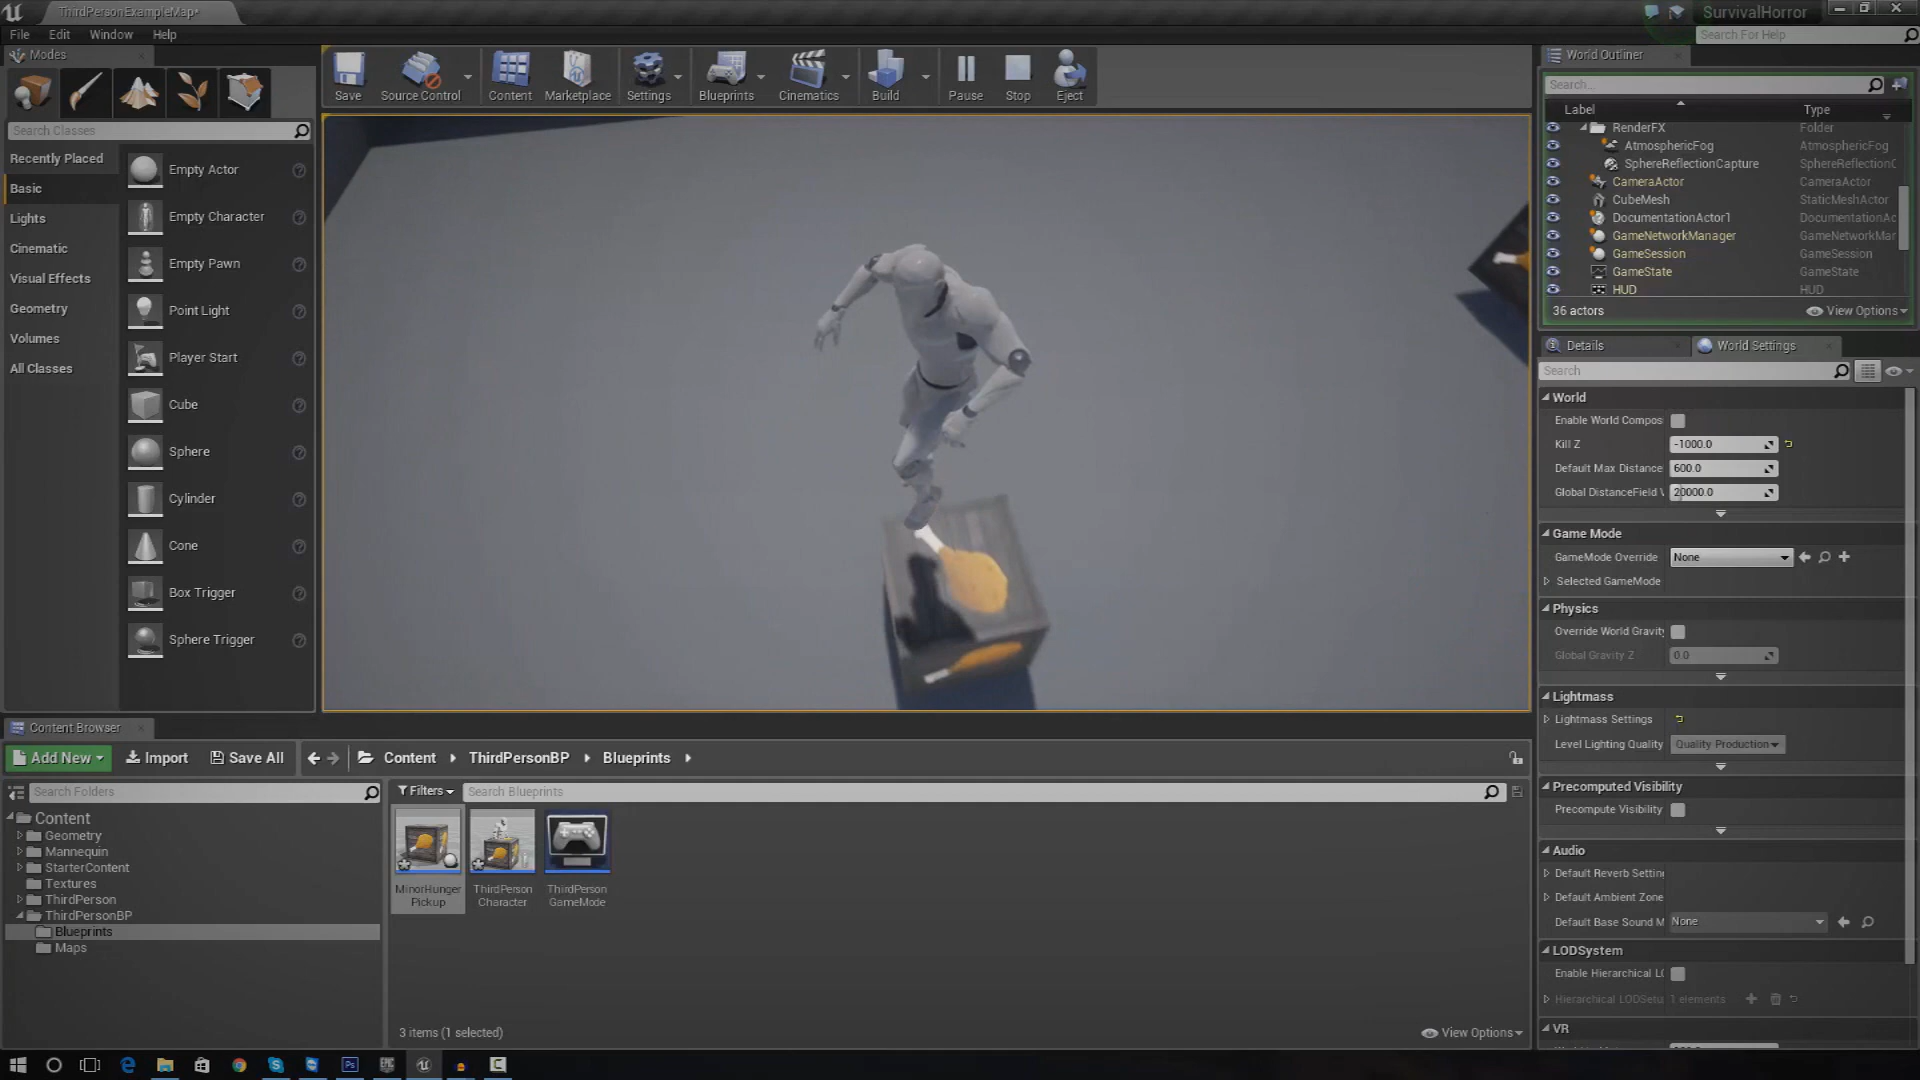 ThirdPersonExampleMap*
SurvivalHorror
File Edit Window Help
Search For Help
Modes
Search Classes
Recently Placed
Basic
Lights
Cinematic
Visual Effects
Geometry
Volumes
All Classes
Empty Actor
Empty Character
Empty Pawn
Point Light
Player Start
Cube
Sphere
Cylinder
Cone
Box Trigger
Sphere Trigger
Save
Source Control
Content
Marketplace
Settings
Blueprints
Cinematics
Build
Pause
Stop
Eject
World Outliner
Search...
Label Type
RenderFX Folder
AtmosphericFog AtmosphericFog
SphereReflectionCapture SphereReflectionC
CameraActor CameraActor
CubeMesh StaticMeshActor
DocumentationActor1 DocumentationAc
GameNetworkManager GameNetworkMar
GameSession GameSession
GameState GameState
HUD HUD
36 actors View Options
Details World Settings
Search
World
Enable World Compos
Kill Z -1000.0
Default Max Distance 600.0
Global DistanceField V 20000.0
Game Mode
GameMode Override None
Selected GameMode
Physics
Override World Gravity
Global Gravity Z 0.0
Lightmass
Lightmass Settings
Level Lighting Quality Quality Production
Precomputed Visibility
Precompute Visibility
Audio
Default Reverb Settin
Default Ambient Zone
Default Base Sound M None
LODSystem
Enable Hierarchical LO
Hierarchical LODSetu 1 elements
VR
Content Browser
Add New Import Save All Content ThirdPersonBP Blueprints
Search Folders
Filters Search Blueprints
Content
Geometry
Mannequin
StarterContent
Textures
ThirdPerson
ThirdPersonBP
Blueprints
Maps
MinorHunger
Pickup
ThirdPerson
Character
ThirdPerson
GameMode
3 items (1 selected) View Options